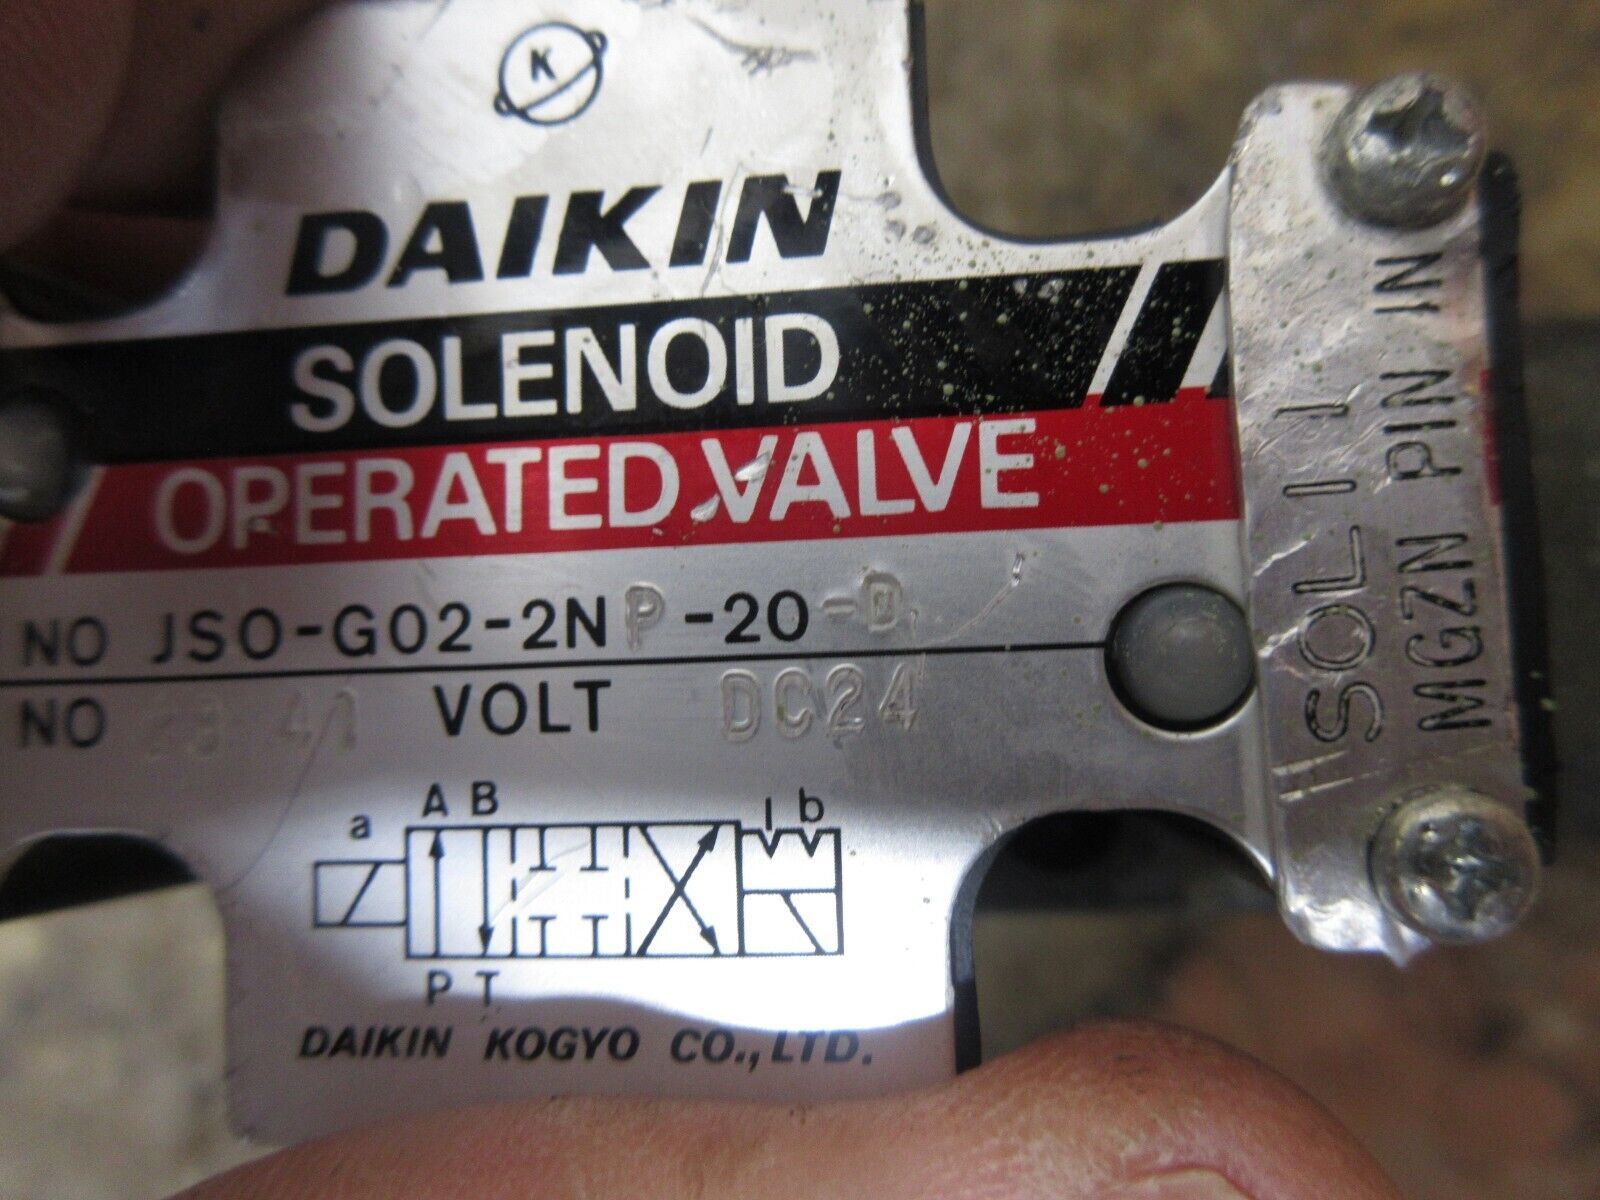 K
DAIKIN
SOLENOID
OPERATED VALVE
NO JSO-G02-2NP-20-D
NO VOLT DC24
a A B l b
P T
DAIKIN KOGYO CO.,LTD.
SOL 11
MGZN PIN IN